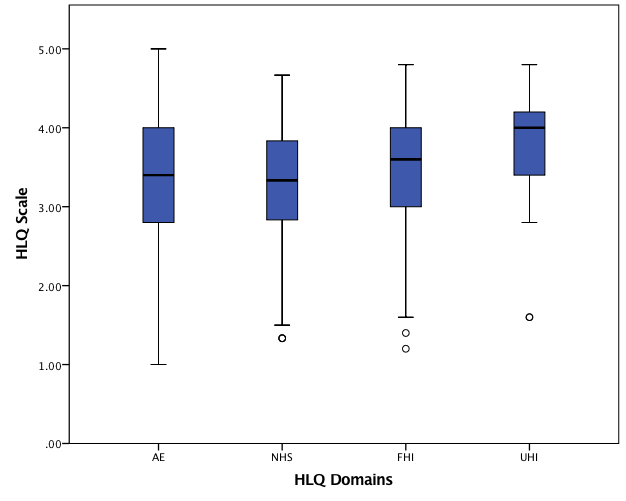 HLQ Scale
5.00
4.00
3.00
2.00
1.00
.00
AE NHS FHI UHI
HLQ Domains